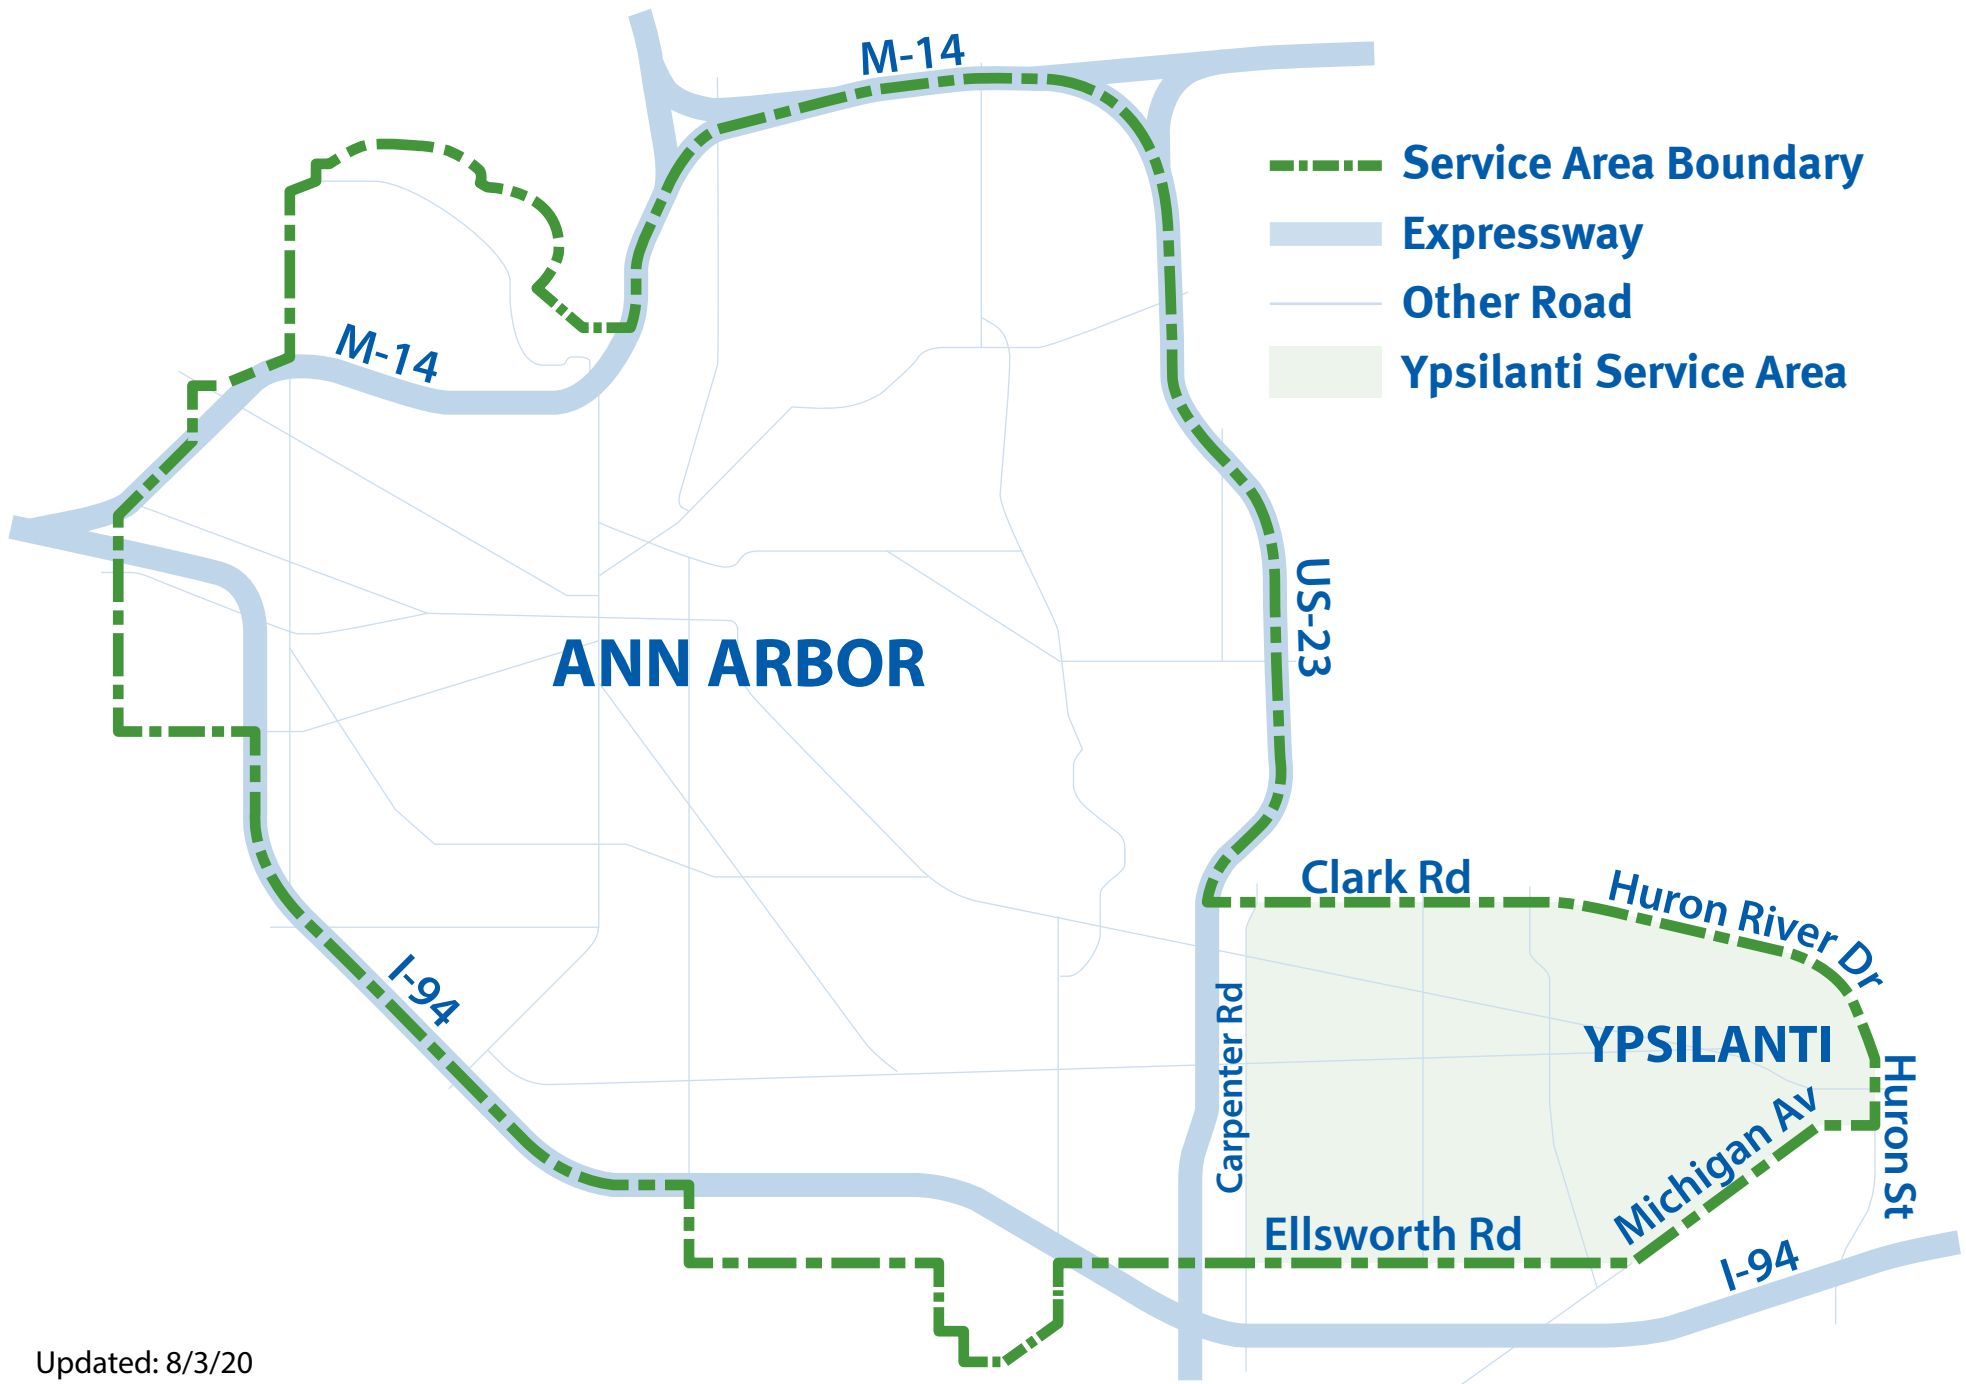 M-14
Service Area Boundary
Expressway
Other Road
Ypsilanti Service Area
M-14
US-23
ANN ARBOR
Clark Rd
Huron River Dr
I-94
Carpenter Rd
YPSILANTI
Huron St
Michigan Av
Ellsworth Rd
I-94
Updated: 8/3/20